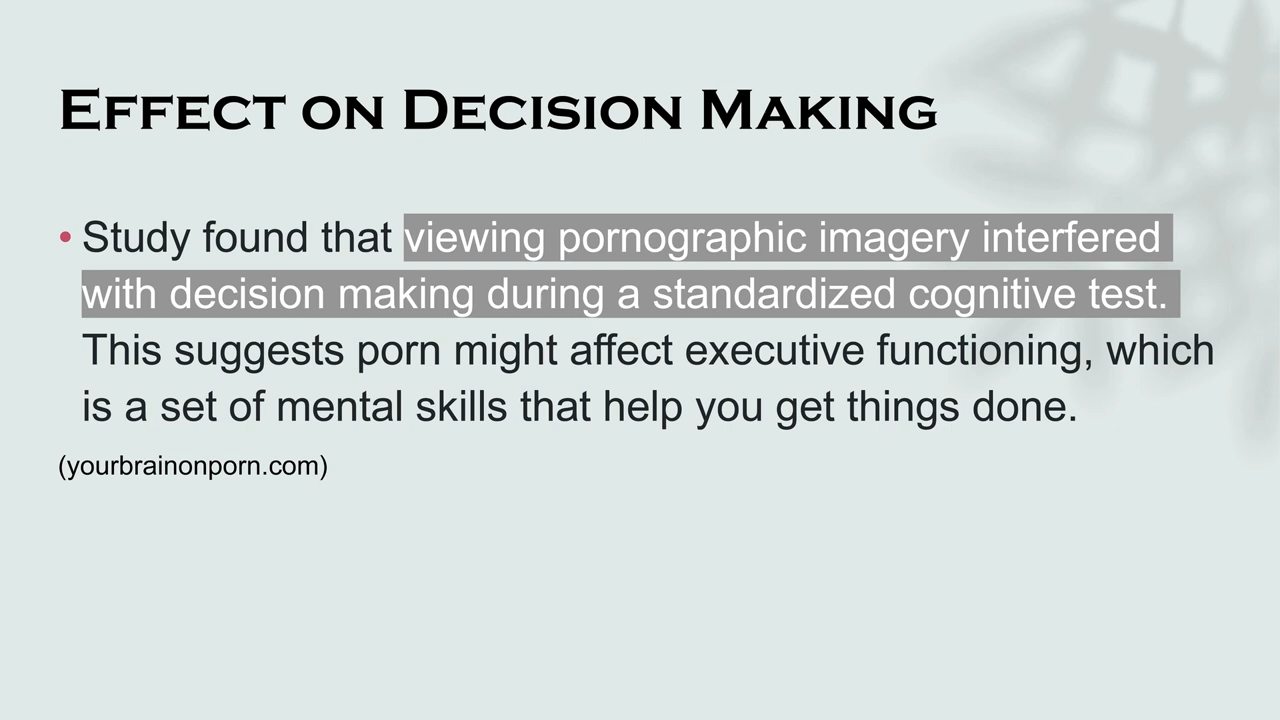 Effect on Decision Making
• Study found that viewing pornographic imagery interfered
with decision making during a standardized cognitive test.
This suggests porn might affect executive functioning, which
is a set of mental skills that help you get things done.
(yourbrainonporn.com)